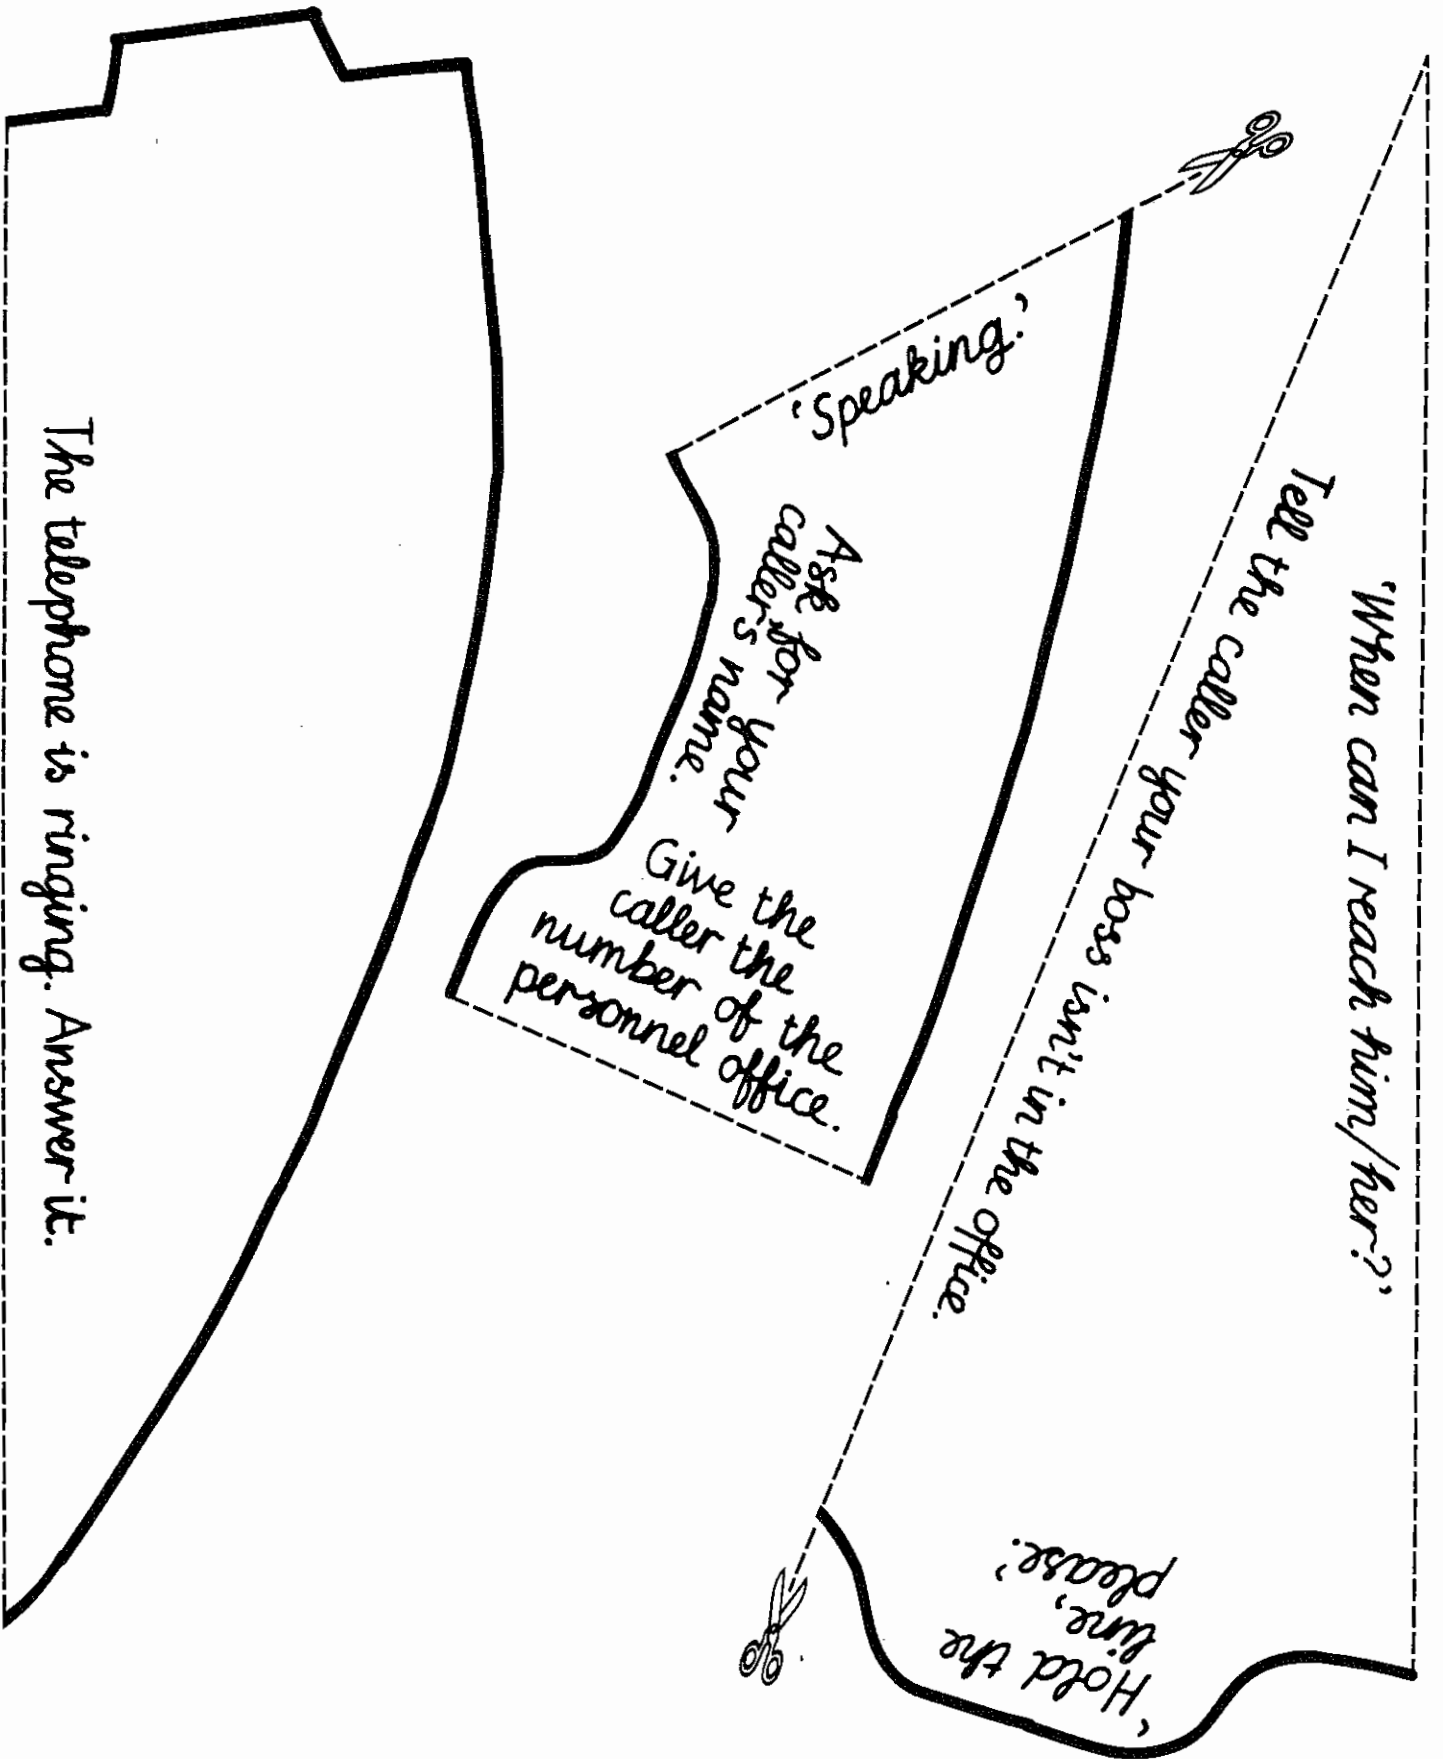 'Speaking.'
Ask for your
caller's name.
Give the
caller the
number of the
personnel office.
'When can I reach him/her?'
Tell the caller your boss isn't in the office.
'Hold the
line,
please.'
The telephone is ringing. Answer it.